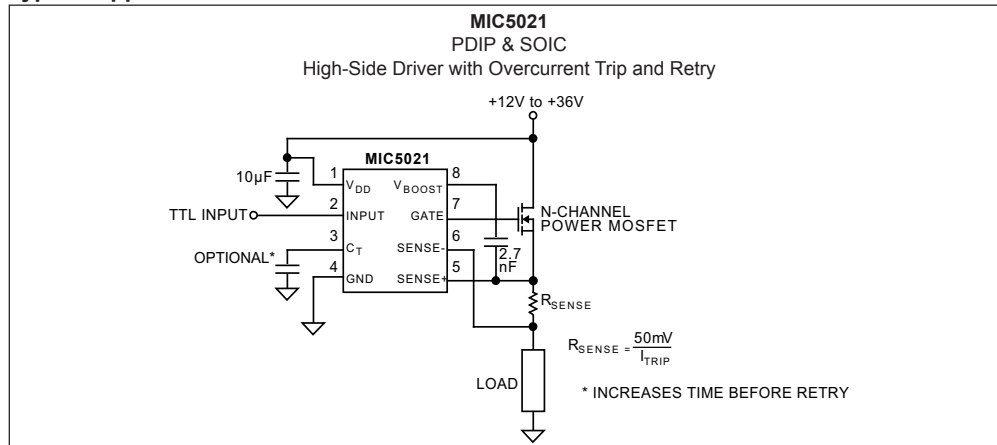 MIC5021
PDIP & SOIC
High-Side Driver with Overcurrent Trip and Retry
+12V to +36V
MIC5021
10µF
1
8
VDD
VBOOST
2
7
TTL INPUT
INPUT
GATE
N-CHANNEL
POWER MOSFET
3
6
OPTIONAL*
CT
SENSE-
2.7
nF
4
5
GND
SENSE+
RSENSE
RSENSE = 50mV
ITRIP
LOAD
* INCREASES TIME BEFORE RETRY